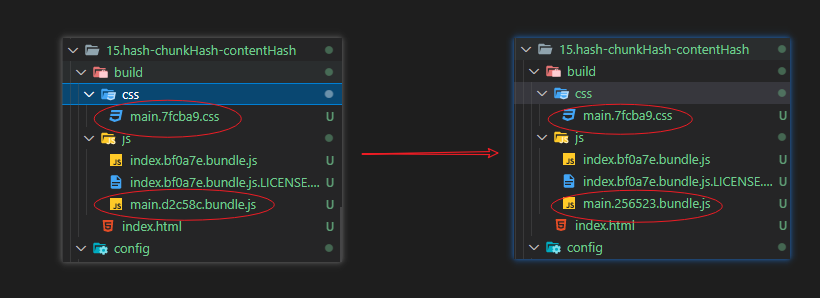 15.hash-chunkHash-contentHash
build
css
main.7fcba9.css U
js
index.bf0a7e.bundle.js U
index.bf0a7e.bundle.js.LICENSE.... U
main.d2c58c.bundle.js U
index.html U
config
15.hash-chunkHash-contentHash
build
css
main.7fcba9.css U
js
index.bf0a7e.bundle.js U
index.bf0a7e.bundle.js.LICENSE.... U
main.256523.bundle.js U
index.html U
config